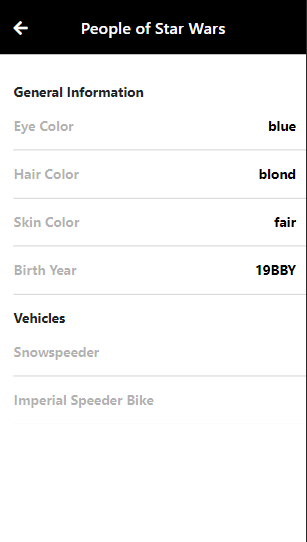 People of Star Wars
General Information
Eye Color blue
Hair Color blond
Skin Color fair
Birth Year 19BBY
Vehicles
Snowspeeder
Imperial Speeder Bike